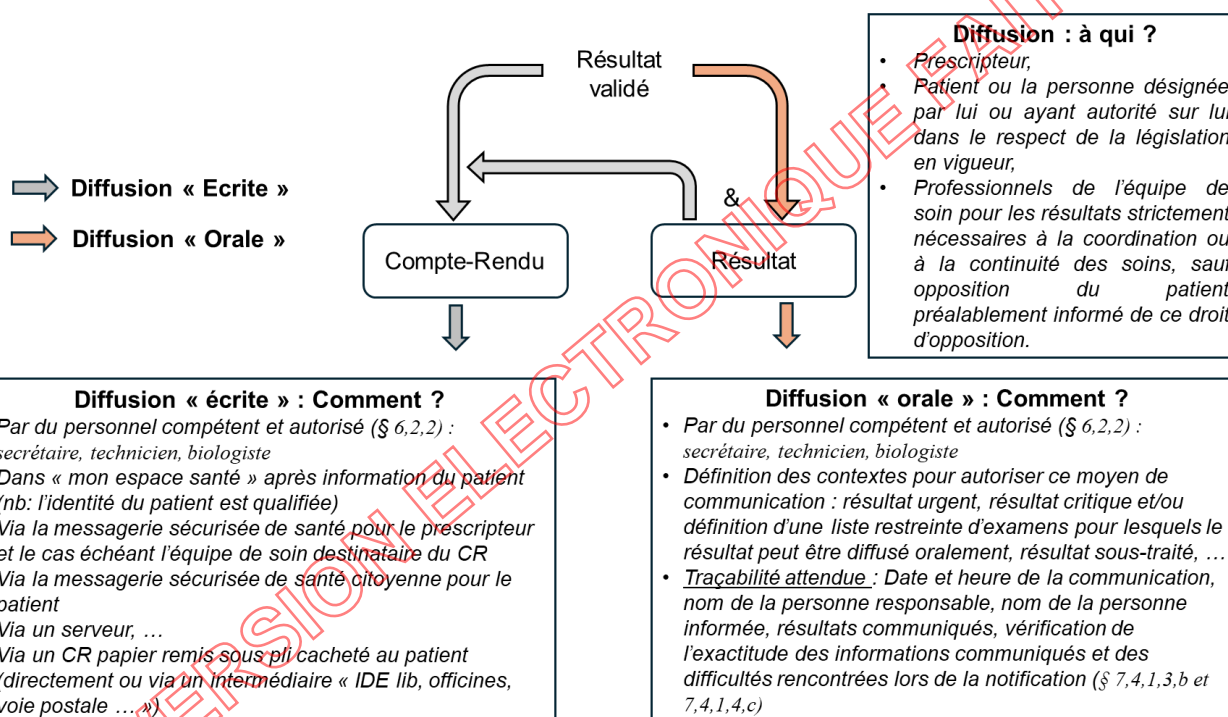 Résultat
validé
Diffusion « Ecrite »
Diffusion « Orale »
&
Compte-Rendu
Résultat
Diffusion : à qui ?
• Prescripteur,
• Patient ou la personne désignée
par lui ou ayant autorité sur lui
dans le respect de la législation
en vigueur,
• Professionnels de l’équipe de
soin pour les résultats strictement
nécessaires à la coordination ou
à la continuité des soins, sauf
opposition du patient
préalablement informé de ce droit
d’opposition.
Diffusion « écrite » : Comment ?
Par du personnel compétent et autorisé (§ 6,2,2) :
secrétaire, technicien, biologiste
Dans « mon espace santé » après information du patient
(nb: l’identité du patient est qualifiée)
Via la messagerie sécurisée de santé pour le prescripteur
et le cas échéant l’équipe de soin destinataire du CR
Via la messagerie sécurisée de santé citoyenne pour le
patient
Via un serveur, …
Via un CR papier remis sous pli cacheté au patient
(directement ou via un intermédiaire « IDE lib, officines,
voie postale … »)
Diffusion « orale » : Comment ?
• Par du personnel compétent et autorisé (§ 6,2,2) :
secrétaire, technicien, biologiste
• Définition des contextes pour autoriser ce moyen de
communication : résultat urgent, résultat critique et/ou
définition d’une liste restreinte d’examens pour lesquels le
résultat peut être diffusé oralement, résultat sous-traité, …
• Traçabilité attendue : Date et heure de la communication,
nom de la personne responsable, nom de la personne
informée, résultats communiqués, vérification de
l’exactitude des informations communiqués et des
difficultés rencontrées lors de la notification (§ 7,4,1,3,b et
7,4,1,4,c)
VERSION ELECTRONIQUE FAIT